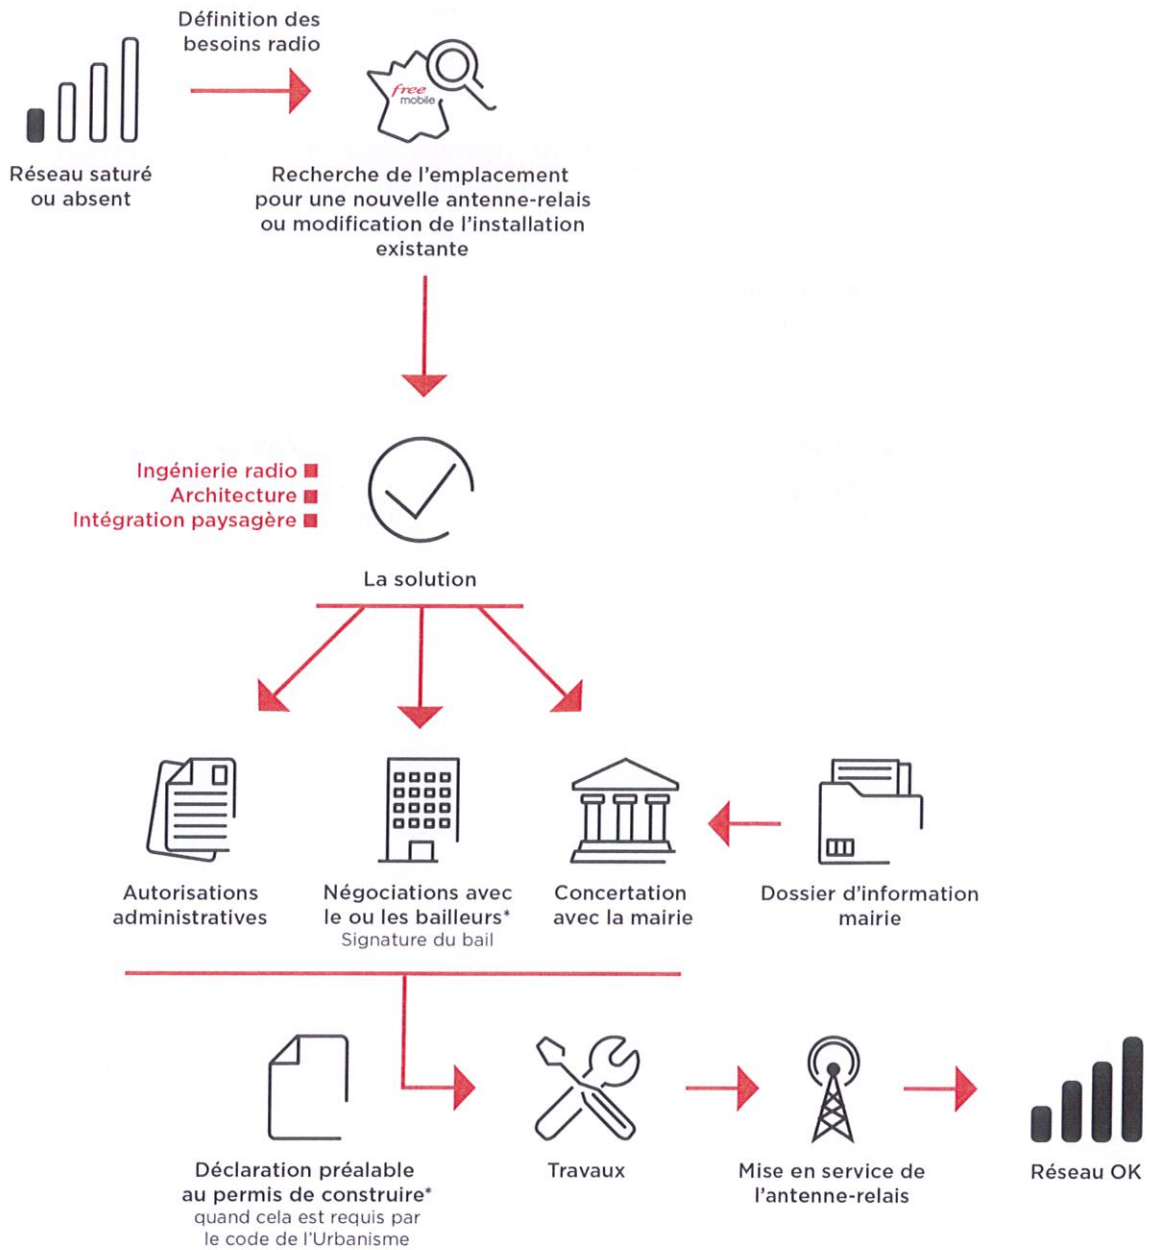 Définition des
besoins radio
free
mobile
Réseau saturé
ou absent
Recherche de l'emplacement
pour une nouvelle antenne-relais
ou modification de l'installation
existante
Ingénierie radio
Architecture
Intégration paysagère
La solution
Autorisations
administratives
Négociations avec
le ou les bailleurs*
Signature du bail
Concertation
avec la mairie
Dossier d'information
mairie
Déclaration préalable
au permis de construire*
quand cela est requis par
le code de l'Urbanisme
Travaux
Mise en service de
l'antenne-relais
Réseau OK